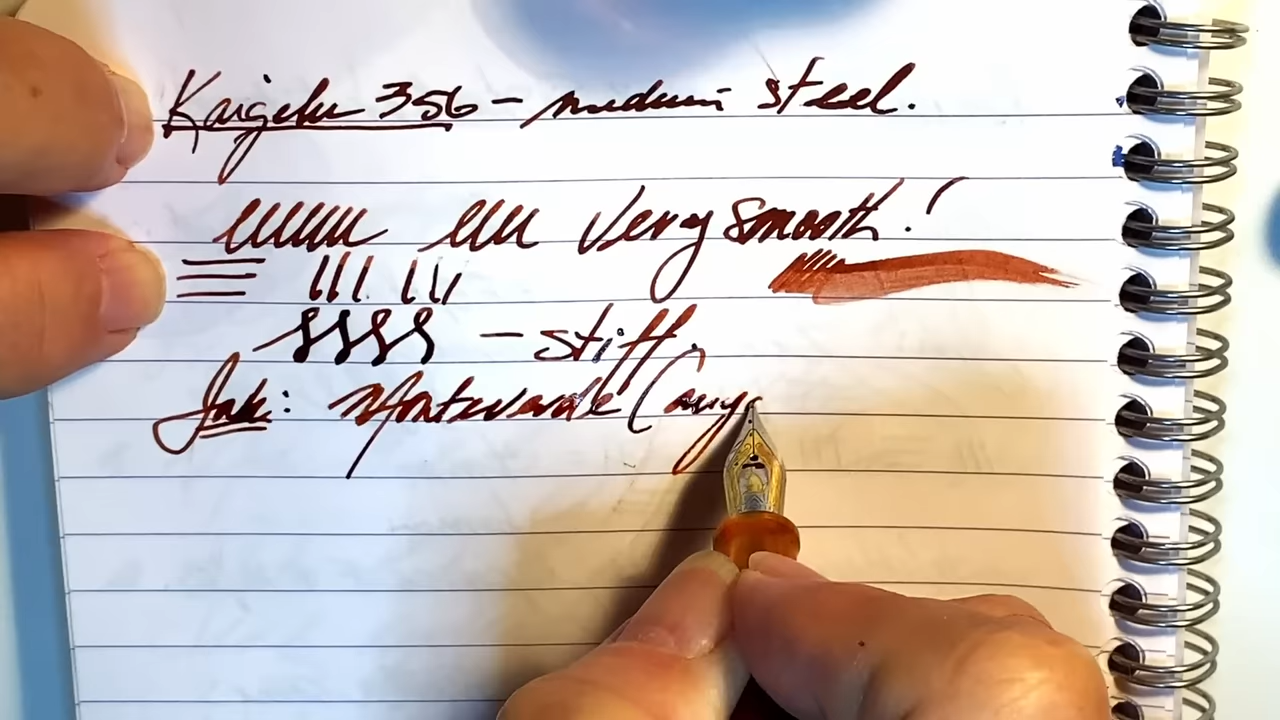 Kaigelu 356 – medium steel.
Very smooth!
– stiff.
Ink: Monteverde Canyo